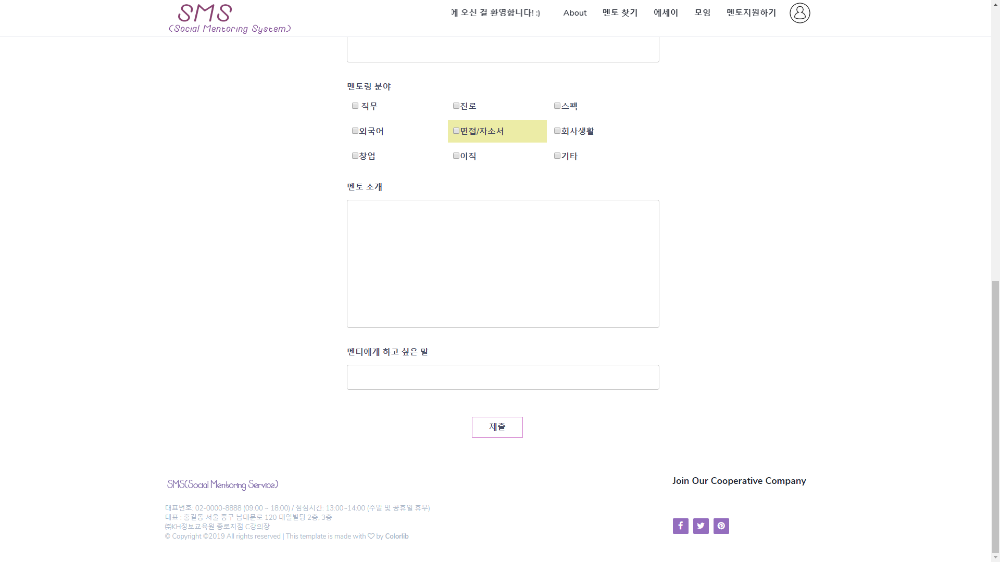 SMS
(Social Mentoring System)
에 오신 걸 환영합니다! :)
About
멘토 찾기
에세이
모임
멘토지원하기
멘토링 분야
직무
진로
스펙
외국어
면접/자소서
회사생활
창업
이직
기타
멘토 소개
멘티에게 하고 싶은 말
제출
SMS(Social Mentoring Service)
Join Our Cooperative Company
대표번호: 02-0000-8888 (09:00 ~ 18:00) / 점심시간: 13:00~14:00 (주말 및 공휴일 휴무)
대표 : 홍길동 서울 중구 남대문로 120 대일빌딩 2층, 3층
㈜KH정보교육원 종로지점 C강의장
© Copyright ©2019 All rights reserved | This template is made with ♡ by Colorlib